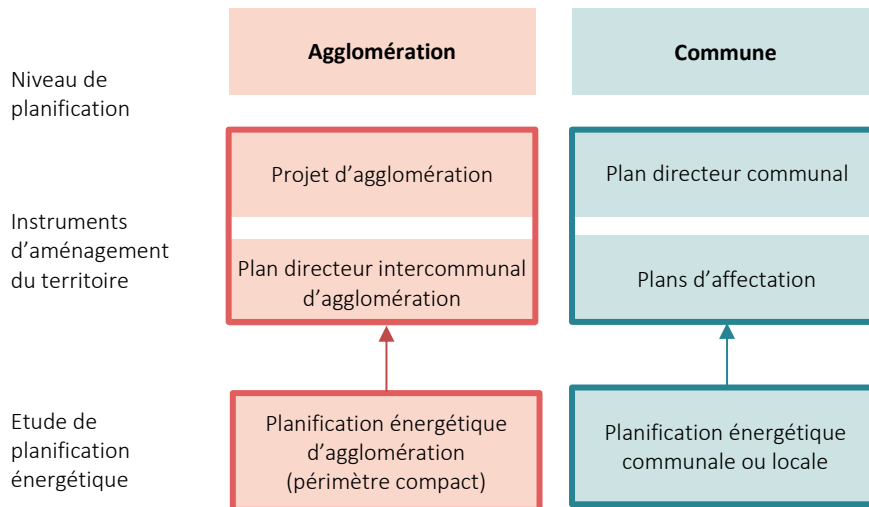 Agglomération
Commune
Niveau de
planification
Projet d’agglomération
Plan directeur communal
Instruments
d’aménagement
du territoire
Plan directeur intercommunal
d’agglomération
Plans d’affectation
Etude de
planification
énergétique
Planification énergétique
d’agglomération
(périmètre compact)
Planification énergétique
communale ou locale